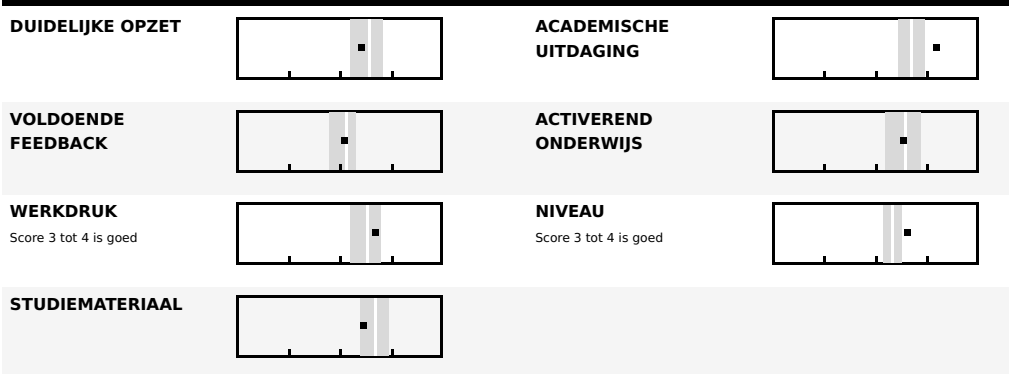 DUIDELIJKE OPZET
ACADEMISCHE
UITDAGING
VOLDOENDE
FEEDBACK
ACTIVEREND
ONDERWIJS
WERKDRUK
Score 3 tot 4 is goed
NIVEAU
Score 3 tot 4 is goed
STUDIEMATERIAAL